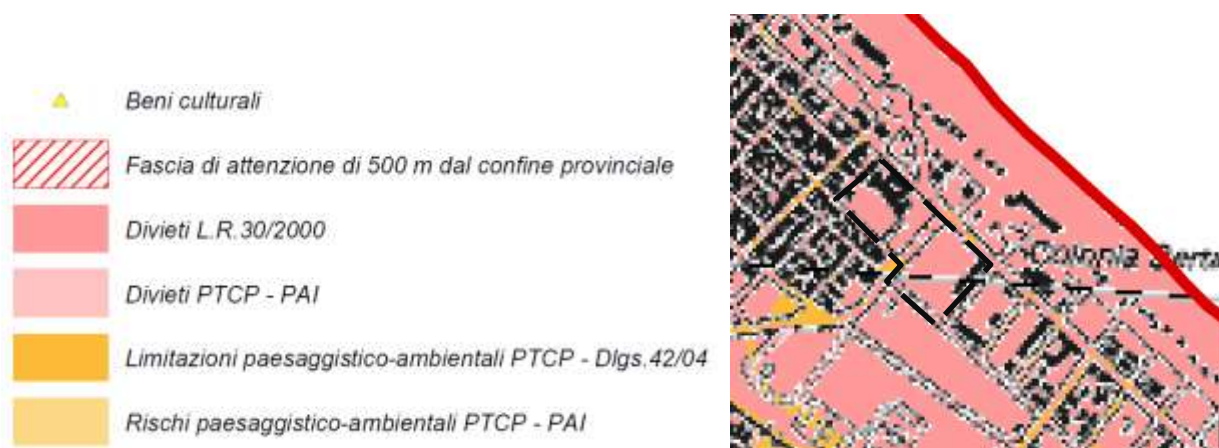 Beni culturali
Fascia di attenzione di 500 m dal confine provinciale
Divieti L.R.30/2000
Divieti PTCP - PAI
Limitazioni paesaggistico-ambientali PTCP - Dlgs.42/04
Rischi paesaggistico-ambientali PTCP - PAI
Colonia